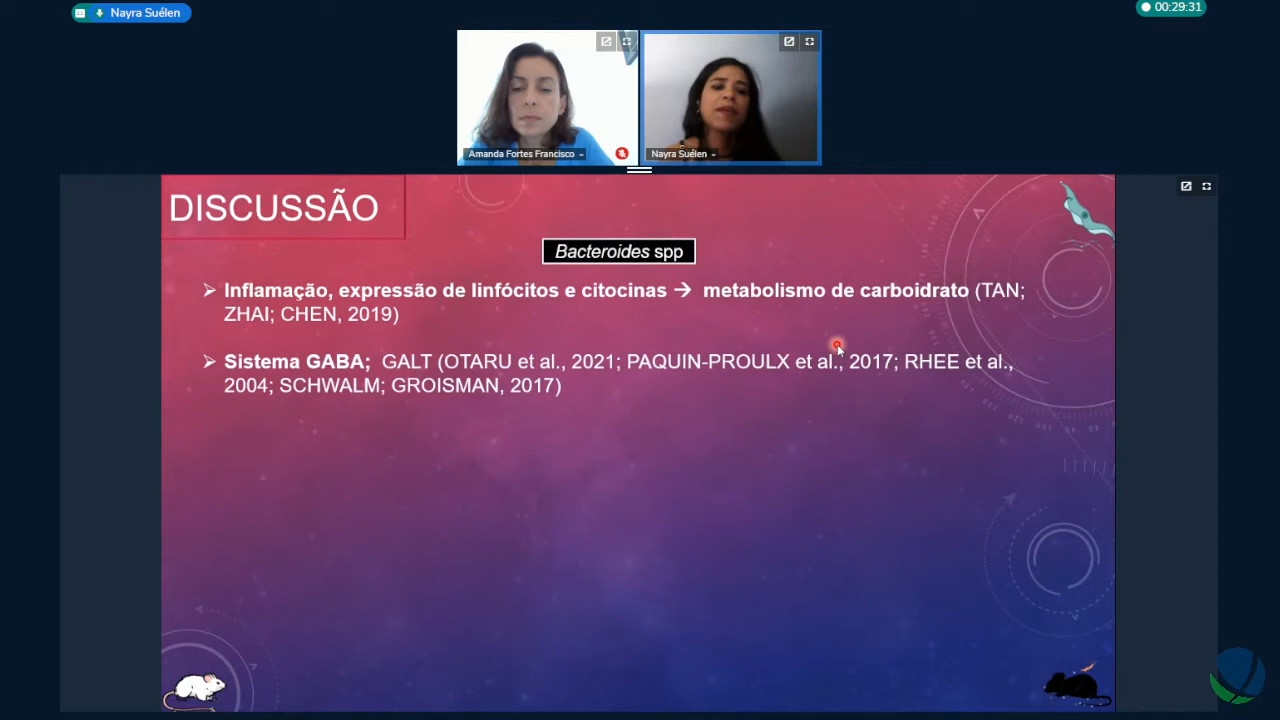 Nayra Suélen
00:29:31
Amanda Fortes Francisco
Nayra Suélen
DISCUSSÃO
Bacteroides spp
➢ Inflamação, expressão de linfócitos e citocinas → metabolismo de carboidrato (TAN;
ZHAI; CHEN, 2019)
➢ Sistema GABA; GALT (OTARU et al., 2021; PAQUIN-PROULX et al., 2017; RHEE et al.,
2004; SCHWALM; GROISMAN, 2017)